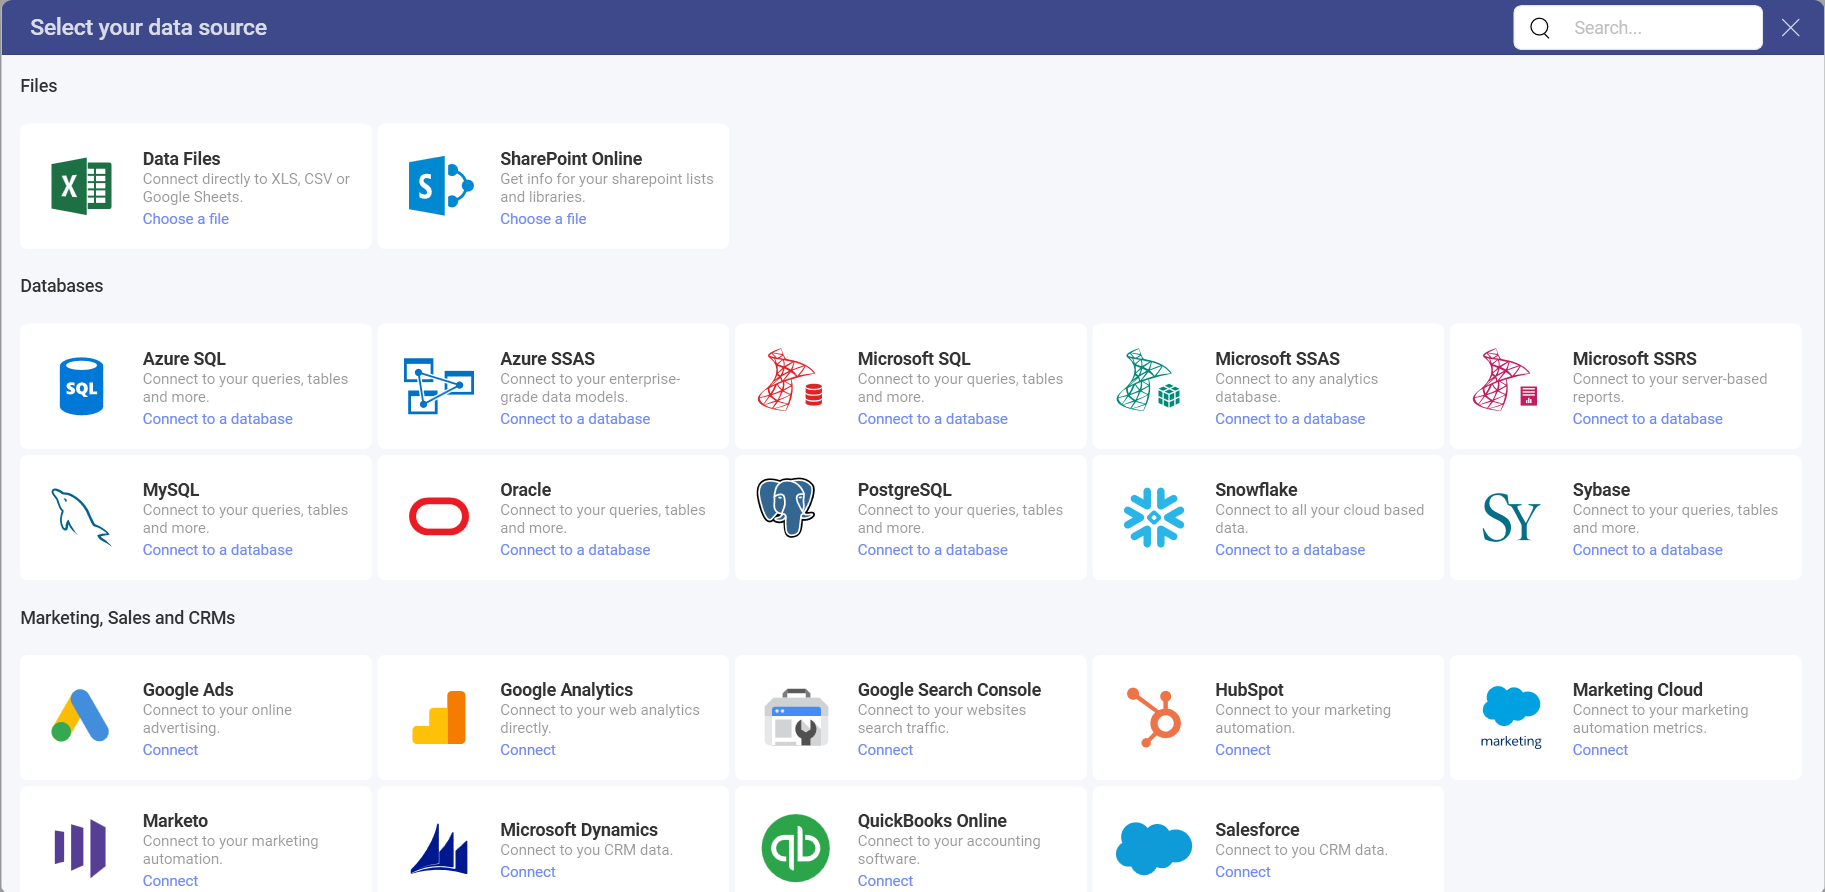 Select your data source
Search...
Files
X
Data Files
Connect directly to XLS, CSV or
Google Sheets.
Choose a file
S
SharePoint Online
Get info for your sharepoint lists
and libraries.
Choose a file
Databases
SQL
Azure SQL
Connect to your queries, tables
and more.
Connect to a database
Azure SSAS
Connect to your enterprise-
grade data models.
Connect to a database
Microsoft SQL
Connect to your queries, tables
and more.
Connect to a database
Microsoft SSAS
Connect to any analytics
database.
Connect to a database
Microsoft SSRS
Connect to your server-based
reports.
Connect to a database
MySQL
Connect to your queries, tables
and more.
Connect to a database
Oracle
Connect to your queries, tables
and more.
Connect to a database
PostgreSQL
Connect to your queries, tables
and more.
Connect to a database
Snowflake
Connect to all your cloud based
data.
Connect to a database
SY
Sybase
Connect to your queries, tables
and more.
Connect to a database
Marketing, Sales and CRMs
Google Ads
Connect to your online
advertising.
Connect
Google Analytics
Connect to your web analytics
directly.
Connect
Google Search Console
Connect to your websites
search traffic.
Connect
HubSpot
Connect to your marketing
automation.
Connect
marketing
Marketing Cloud
Connect to your marketing
automation metrics.
Connect
Marketo
Connect to your marketing
automation.
Connect
Microsoft Dynamics
Connect to you CRM data.
Connect
qb
QuickBooks Online
Connect to your accounting
software.
Connect
Salesforce
Connect to you CRM data.
Connect